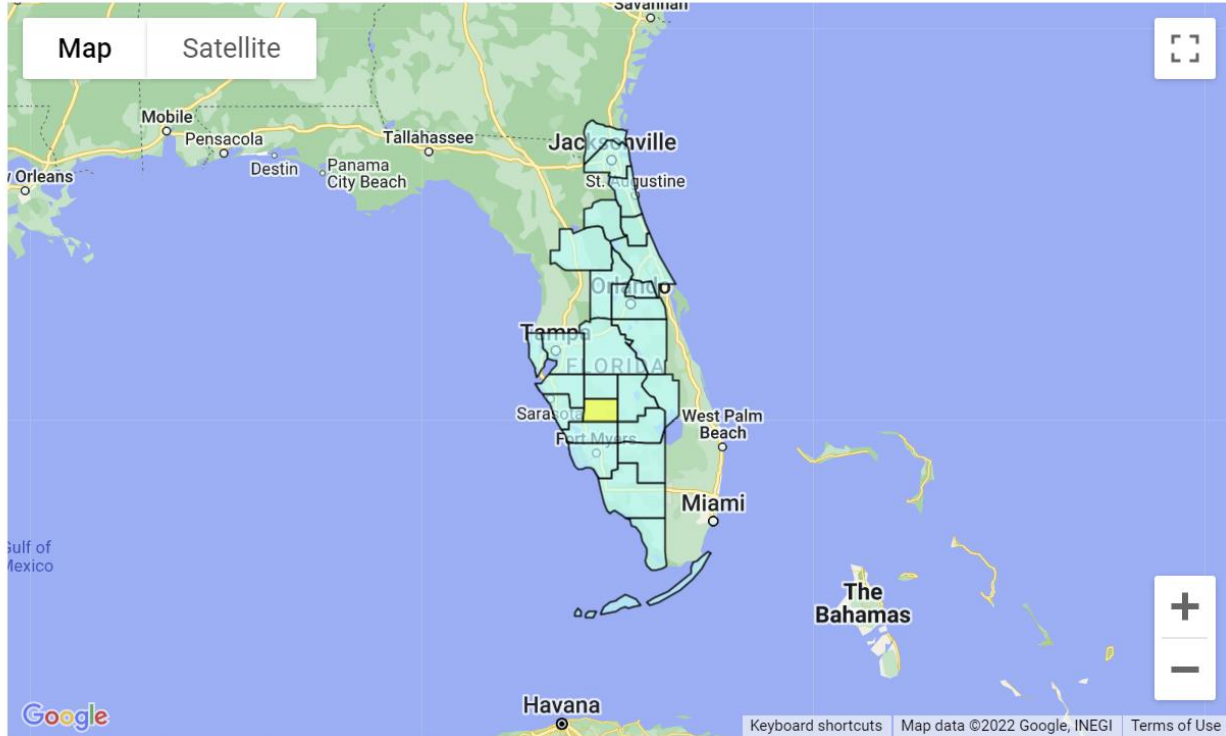 Savannah
Map
Satellite
Mobile
Pensacola
Tallahassee
Jacksonville
Destin
Panama
City Beach
St. Augustine
Orleans
Orlando
Tampa
FLORIDA
Sarasota
West Palm
Beach
Fort Myers
Miami
Gulf of
Mexico
The
Bahamas
+
−
Google
Havana
Keyboard shortcuts
Map data ©2022 Google, INEGI
Terms of Use